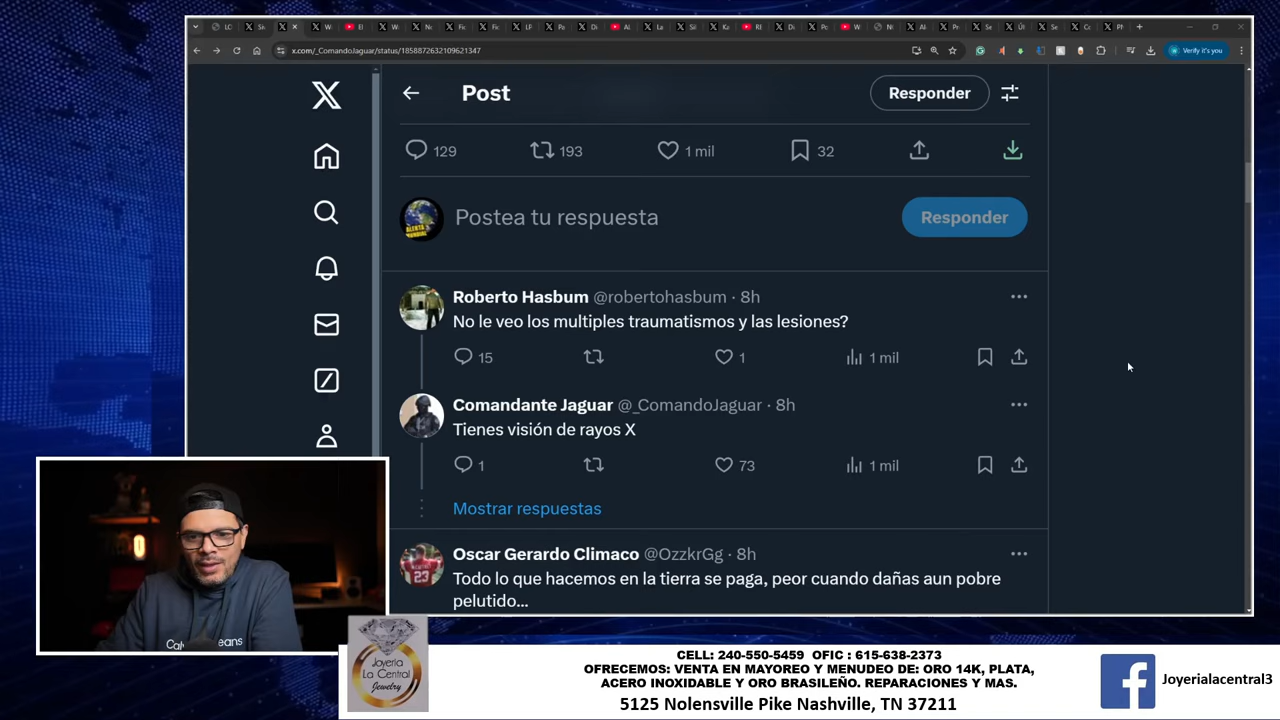 Verify it's you
x.com/_ComandoJaguar/status/1858872632109621347
Post
Responder
129
193
1 mil
32
ALERTA
MUNDIAL
Postea tu respuesta
Responder
Roberto Hasbum @robertohasbum · 8h
No le veo los multiples traumatismos y las lesiones?
15
1
1 mil
Comandante Jaguar @_ComandoJaguar · 8h
Tienes visión de rayos X
1
73
1 mil
Mostrar respuestas
Oscar Gerardo Climaco @OzzkrGg · 8h
Todo lo que hacemos en la tierra se paga, peor cuando dañas aun pobre
pelutido...
23
Joyeria
La Central
Jewelry
CELL: 240-550-5459 OFIC : 615-638-2373
OFRECEMOS: VENTA EN MAYOREO Y MENUDEO DE: ORO 14K, PLATA,
ACERO INOXIDABLE Y ORO BRASILEÑO. REPARACIONES Y MAS.
5125 Nolensville Pike Nashville, TN 37211
Joyerialacentral3